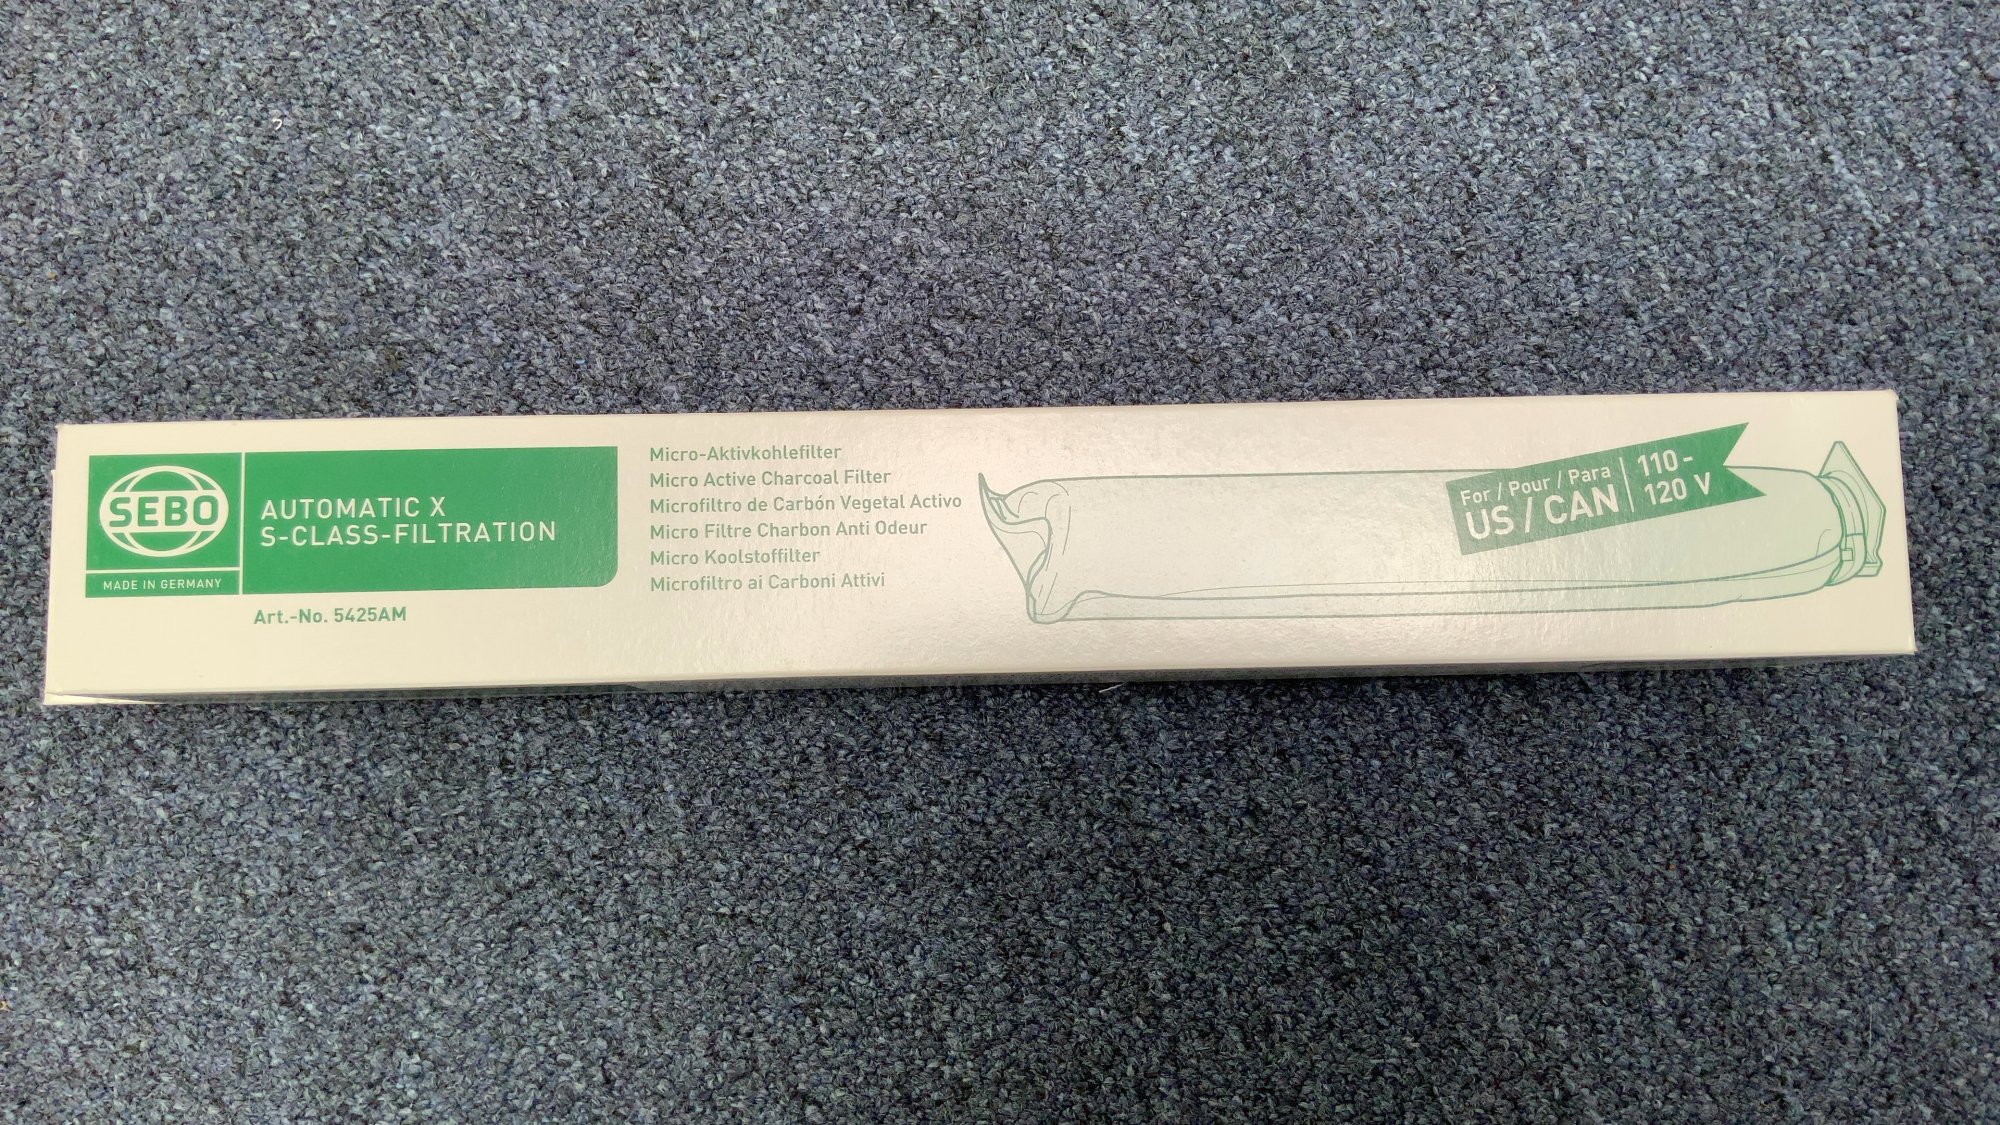 SEBO
MADE IN GERMANY
AUTOMATIC X
S-CLASS-FILTRATION
Art.-No. 5425AM
Micro-Aktivkohlefilter
Micro Active Charcoal Filter
Microfiltro de Carbón Vegetal Activo
Micro Filtre Charbon Anti Odeur
Micro Koolstoffilter
Microfiltro ai Carboni Attivi
For / Pour / Para
US / CAN
110-
120 V